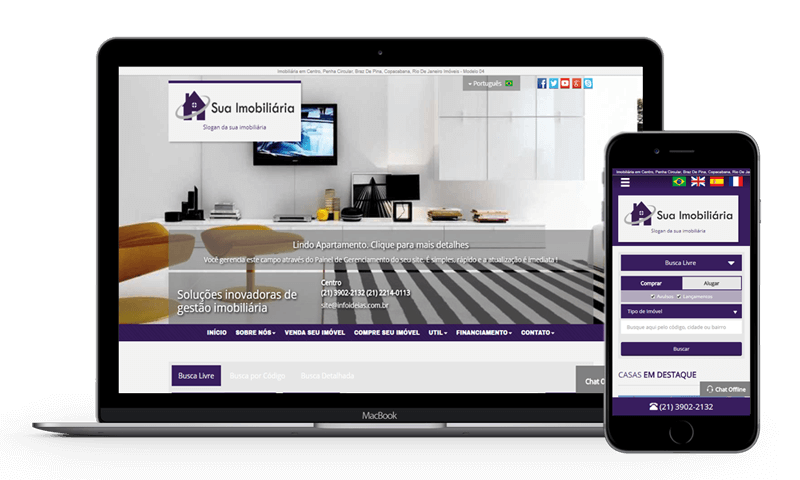 Imobiliária em Centro, Penha Circular, Braz De Pina, Copacabana, Rio De Janeiro Imóveis - Modelo 04
Português
Sua Imobiliária
Slogan da sua imobiliária
Lindo Apartamento. Clique para mais detalhes
Você gerencia este campo através do Painel de Gerenciamento do seu site. É simples, rápido e a atualização é imediata!
Soluções inovadoras de
gestão imobiliária
Centro
(21) 3902-2132 (21) 2214-0113
site@infoideias.com.br
INÍCIO SOBRE NÓS VENDA SEU IMÓVEL COMPRE SEU IMÓVEL UTIL FINANCIAMENTO CONTATO
Busca Livre Busca por Código Busca Detalhada
Chat
MacBook
Imobiliária em Centro, Penha Circular, Braz De Pina, Copacabana, Rio De Ja
Sua Imobiliária
Slogan da sua imobiliária
Busca Livre
Comprar Alugar
Ambos Lançamentos
Tipo de Imóvel
Busque aqui pelo código, cidade ou bairro
Buscar
CASAS EM DESTAQUE
Chat Offline
(21) 3902-2132